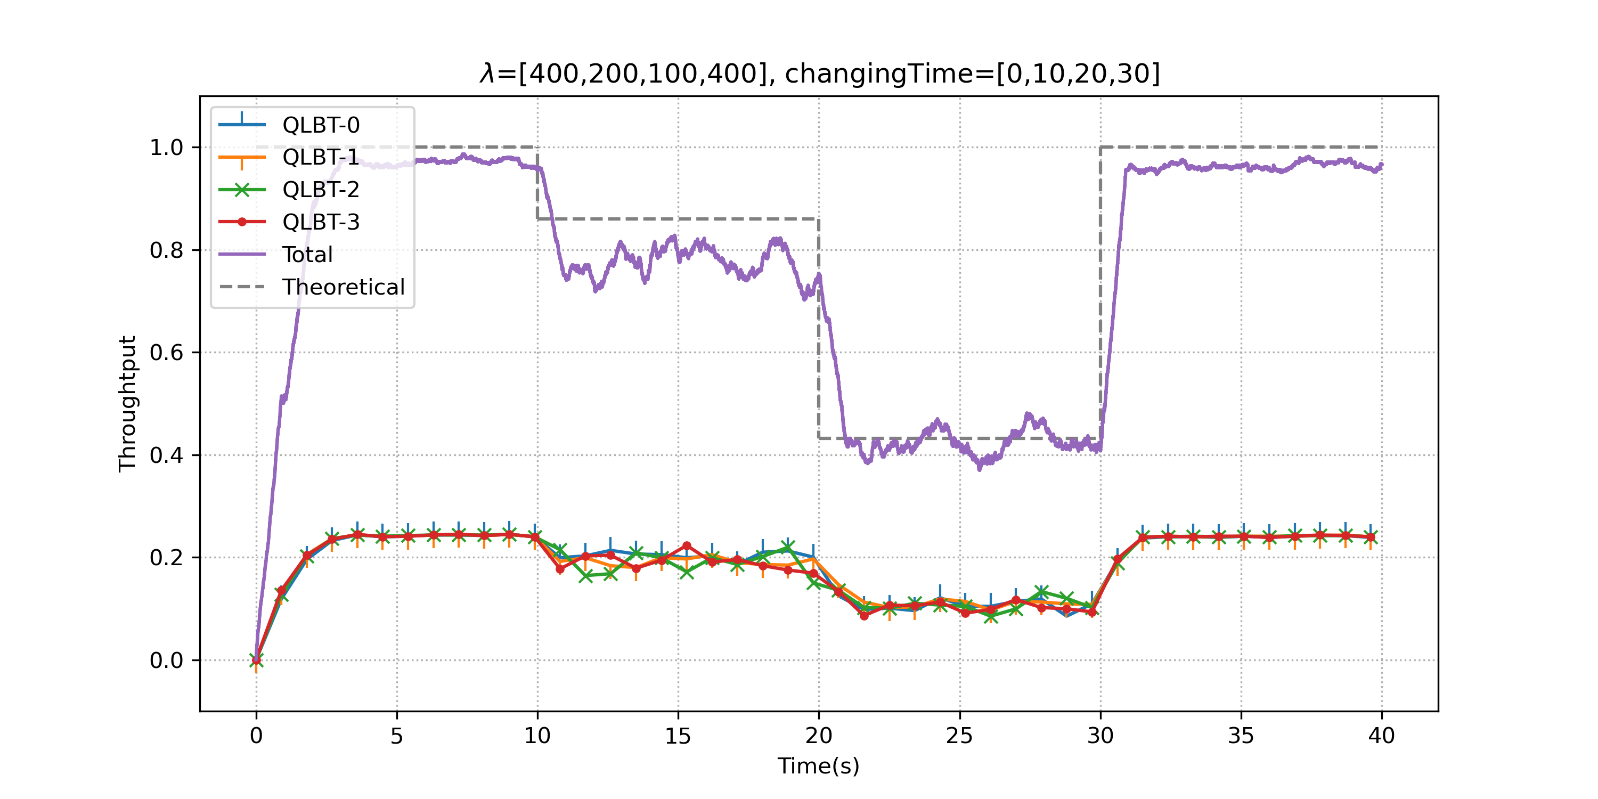 λ=[400,200,100,400], changingTime=[0,10,20,30]
QLBT-0
QLBT-1
QLBT-2
QLBT-3
Total
Theoretical
1.0
0.8
0.6
0.4
0.2
0.0
Throughtput
0 5 10 15 20 25 30 35 40
Time(s)